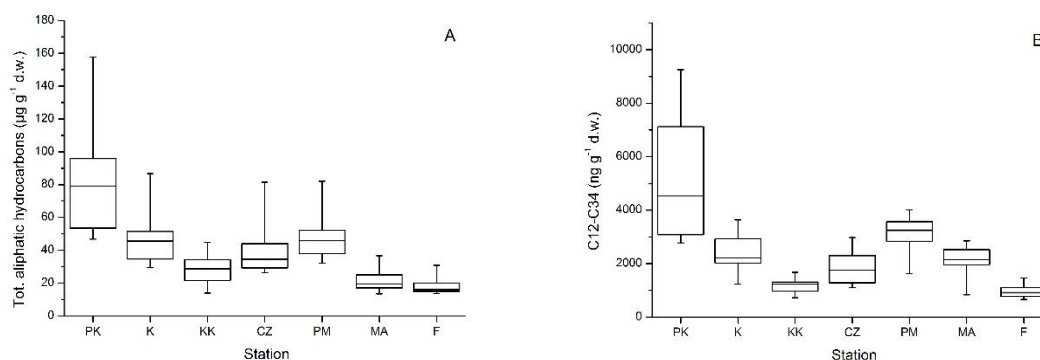 A
Tot. aliphatic hydrocarbons (µg g⁻¹ d.w.)
180
160
140
120
100
80
60
40
20
0
PK K KK CZ PM MA F
Station
B
C12-C34 (ng g⁻¹ d.w.)
10000
8000
6000
4000
2000
0
PK K KK CZ PM MA F
Station